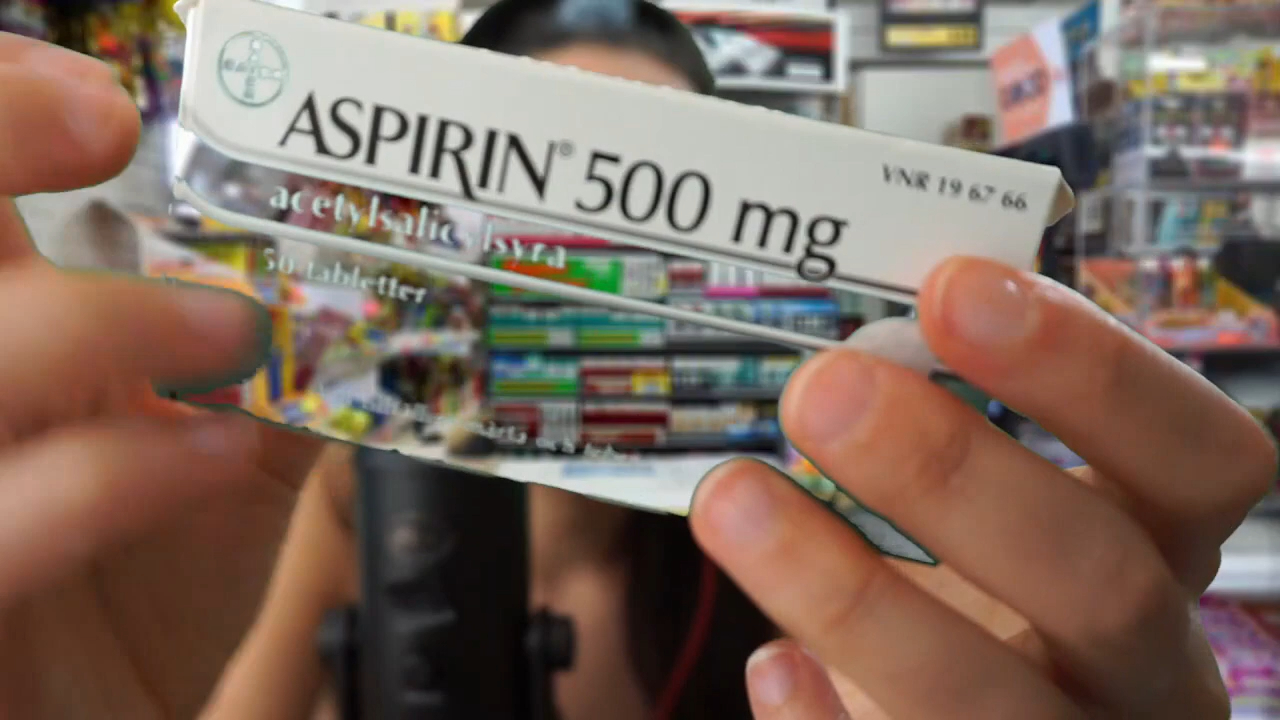 BAYER
ASPIRIN® 500 mg
VNR 19 67 66
acetylsalicylsyra
50 tabletter